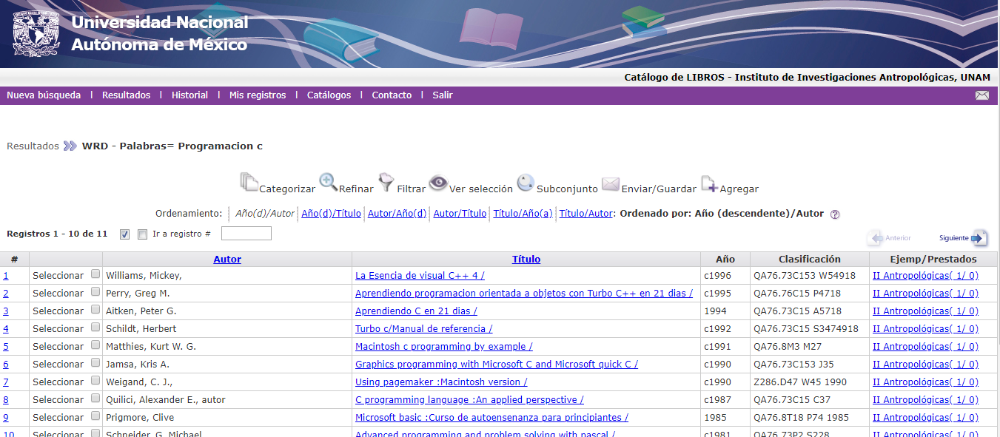 Universidad Nacional
Autónoma de México
Catálogo de LIBROS - Instituto de Investigaciones Antropológicas, UNAM
Nueva búsqueda | Resultados | Historial | Mis registros | Catálogos | Contacto | Salir
Resultados WRD - Palabras= Programacion c
Categorizar Refinar Filtrar Ver selección Subconjunto Enviar/Guardar Agregar
Ordenamiento: Año(d)/Autor Año(d)/Título Autor/Año(d) Autor/Título Título/Año(a) Título/Autor: Ordenado por: Año (descendente)/Autor ?
Registros 1 - 10 de 11 Ir a registro # Anterior Siguiente
# Autor Título Año Clasificación Ejemp/Prestados
1 Seleccionar Williams, Mickey, La Esencia de visual C++ 4 / c1996 QA76.73C153 W54918 II Antropológicas( 1/ 0)
2 Seleccionar Perry, Greg M. Aprendiendo programacion orientada a objetos con Turbo C++ en 21 dias / c1995 QA76.76C15 P4718 II Antropológicas( 1/ 0)
3 Seleccionar Aitken, Peter G. Aprendiendo C en 21 dias / 1994 QA76.73C15 A5718 II Antropológicas( 1/ 0)
4 Seleccionar Schildt, Herbert Turbo c/Manual de referencia / c1992 QA76.73C15 S3474918 II Antropológicas( 1/ 0)
5 Seleccionar Matthies, Kurt W. G. Macintosh c programming by example / c1991 QA76.8M3 M27 II Antropológicas( 1/ 0)
6 Seleccionar Jamsa, Kris A. Graphics programming with Microsoft C and Microsoft quick C / c1990 QA76.73C153 J35 II Antropológicas( 1/ 0)
7 Seleccionar Weigand, C. J., Using pagemaker :Macintosh version / c1990 Z286.D47 W45 1990 II Antropológicas( 1/ 0)
8 Seleccionar Quilici, Alexander E., autor C programming language :An applied perspective / c1987 QA76.73C15 C37 II Antropológicas( 1/ 0)
9 Seleccionar Prigmore, Clive Microsoft basic :Curso de autoensenanza para principiantes / 1985 QA76.8T18 P74 1985 II Antropológicas( 1/ 0)
10 Seleccionar Schneider, G. Michael Advanced programming and problem solving with pascal / c1981 QA76.73P2 S228 II Antropológicas( 1/ 0)